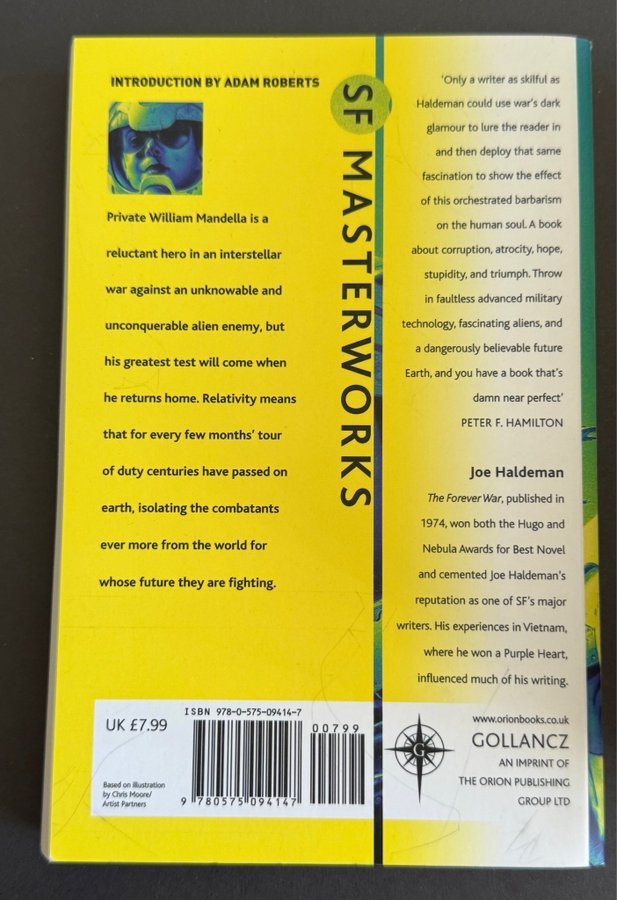 INTRODUCTION BY ADAM ROBERTS
Private William Mandella is a
reluctant hero in an interstellar
war against an unknowable and
unconquerable alien enemy, but
his greatest test will come when
he returns home. Relativity means
that for every few months' tour
of duty centuries have passed on
earth, isolating the combatants
ever more from the world for
whose future they are fighting.
SF MASTERWORKS
'Only a writer as skilful as
Haldeman could use war's dark
glamour to lure the reader in
and then deploy that same
fascination to show the effect
of this orchestrated barbarism
on the human soul. A book
about corruption, atrocity, hope,
stupidity, and triumph. Throw
in faultless advanced military
technology, fascinating aliens, and
a dangerously believable future
Earth, and you have a book that's
damn near perfect'
PETER F. HAMILTON
Joe Haldeman
The Forever War, published in
1974, won both the Hugo and
Nebula Awards for Best Novel
and cemented Joe Haldeman's
reputation as one of SF's major
writers. His experiences in Vietnam,
where he won a Purple Heart,
influenced much of his writing.
UK £7.99
Based on illustration
by Chris Moore/
Artist Partners
ISBN 978-0-575-09414-7
00799
9 780575 094147
G
www.orionbooks.co.uk
GOLLANCZ
AN IMPRINT OF
THE ORION PUBLISHING
GROUP LTD